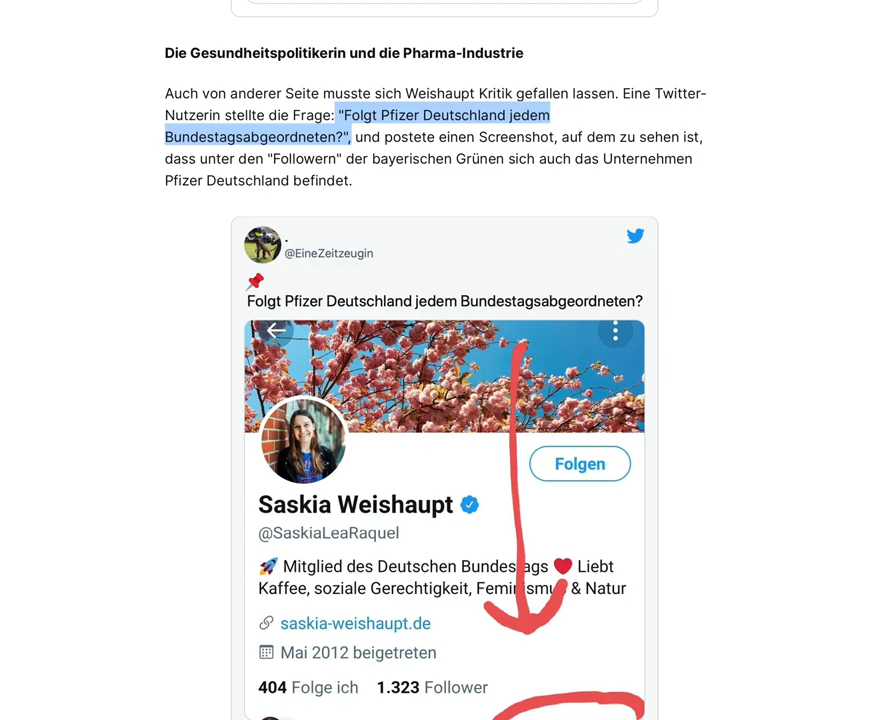 Die Gesundheitspolitikerin und die Pharma-Industrie
Auch von anderer Seite musste sich Weishaupt Kritik gefallen lassen. Eine Twitter-
Nutzerin stellte die Frage: "Folgt Pfizer Deutschland jedem
Bundestagsabgeordneten?", und postete einen Screenshot, auf dem zu sehen ist,
dass unter den "Followern" der bayerischen Grünen sich auch das Unternehmen
Pfizer Deutschland befindet.
.
@EineZeitzeugin
Folgt Pfizer Deutschland jedem Bundestagsabgeordneten?
Folgen
Saskia Weishaupt
@SaskiaLeaRaquel
🚀 Mitglied des Deutschen Bundestags ❤️ Liebt
Kaffee, soziale Gerechtigkeit, Feminismus & Natur
saskia-weishaupt.de
Mai 2012 beigetreten
404 Folge ich 1.323 Follower